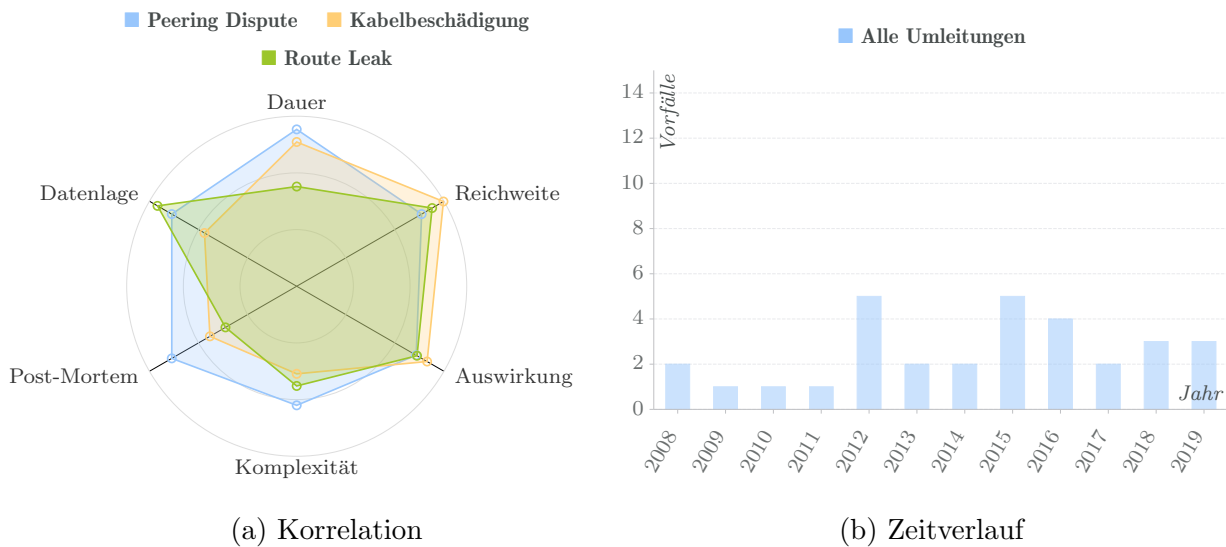 Peering Dispute
Kabelbeschädigung
Route Leak
Dauer
Reichweite
Auswirkung
Komplexität
Post-Mortem
Datenlage
(a) Korrelation
Alle Umleitungen
Vorfälle
14
12
10
8
6
4
2
0
Jahr
2008
2009
2010
2011
2012
2013
2014
2015
2016
2017
2018
2019
(b) Zeitverlauf